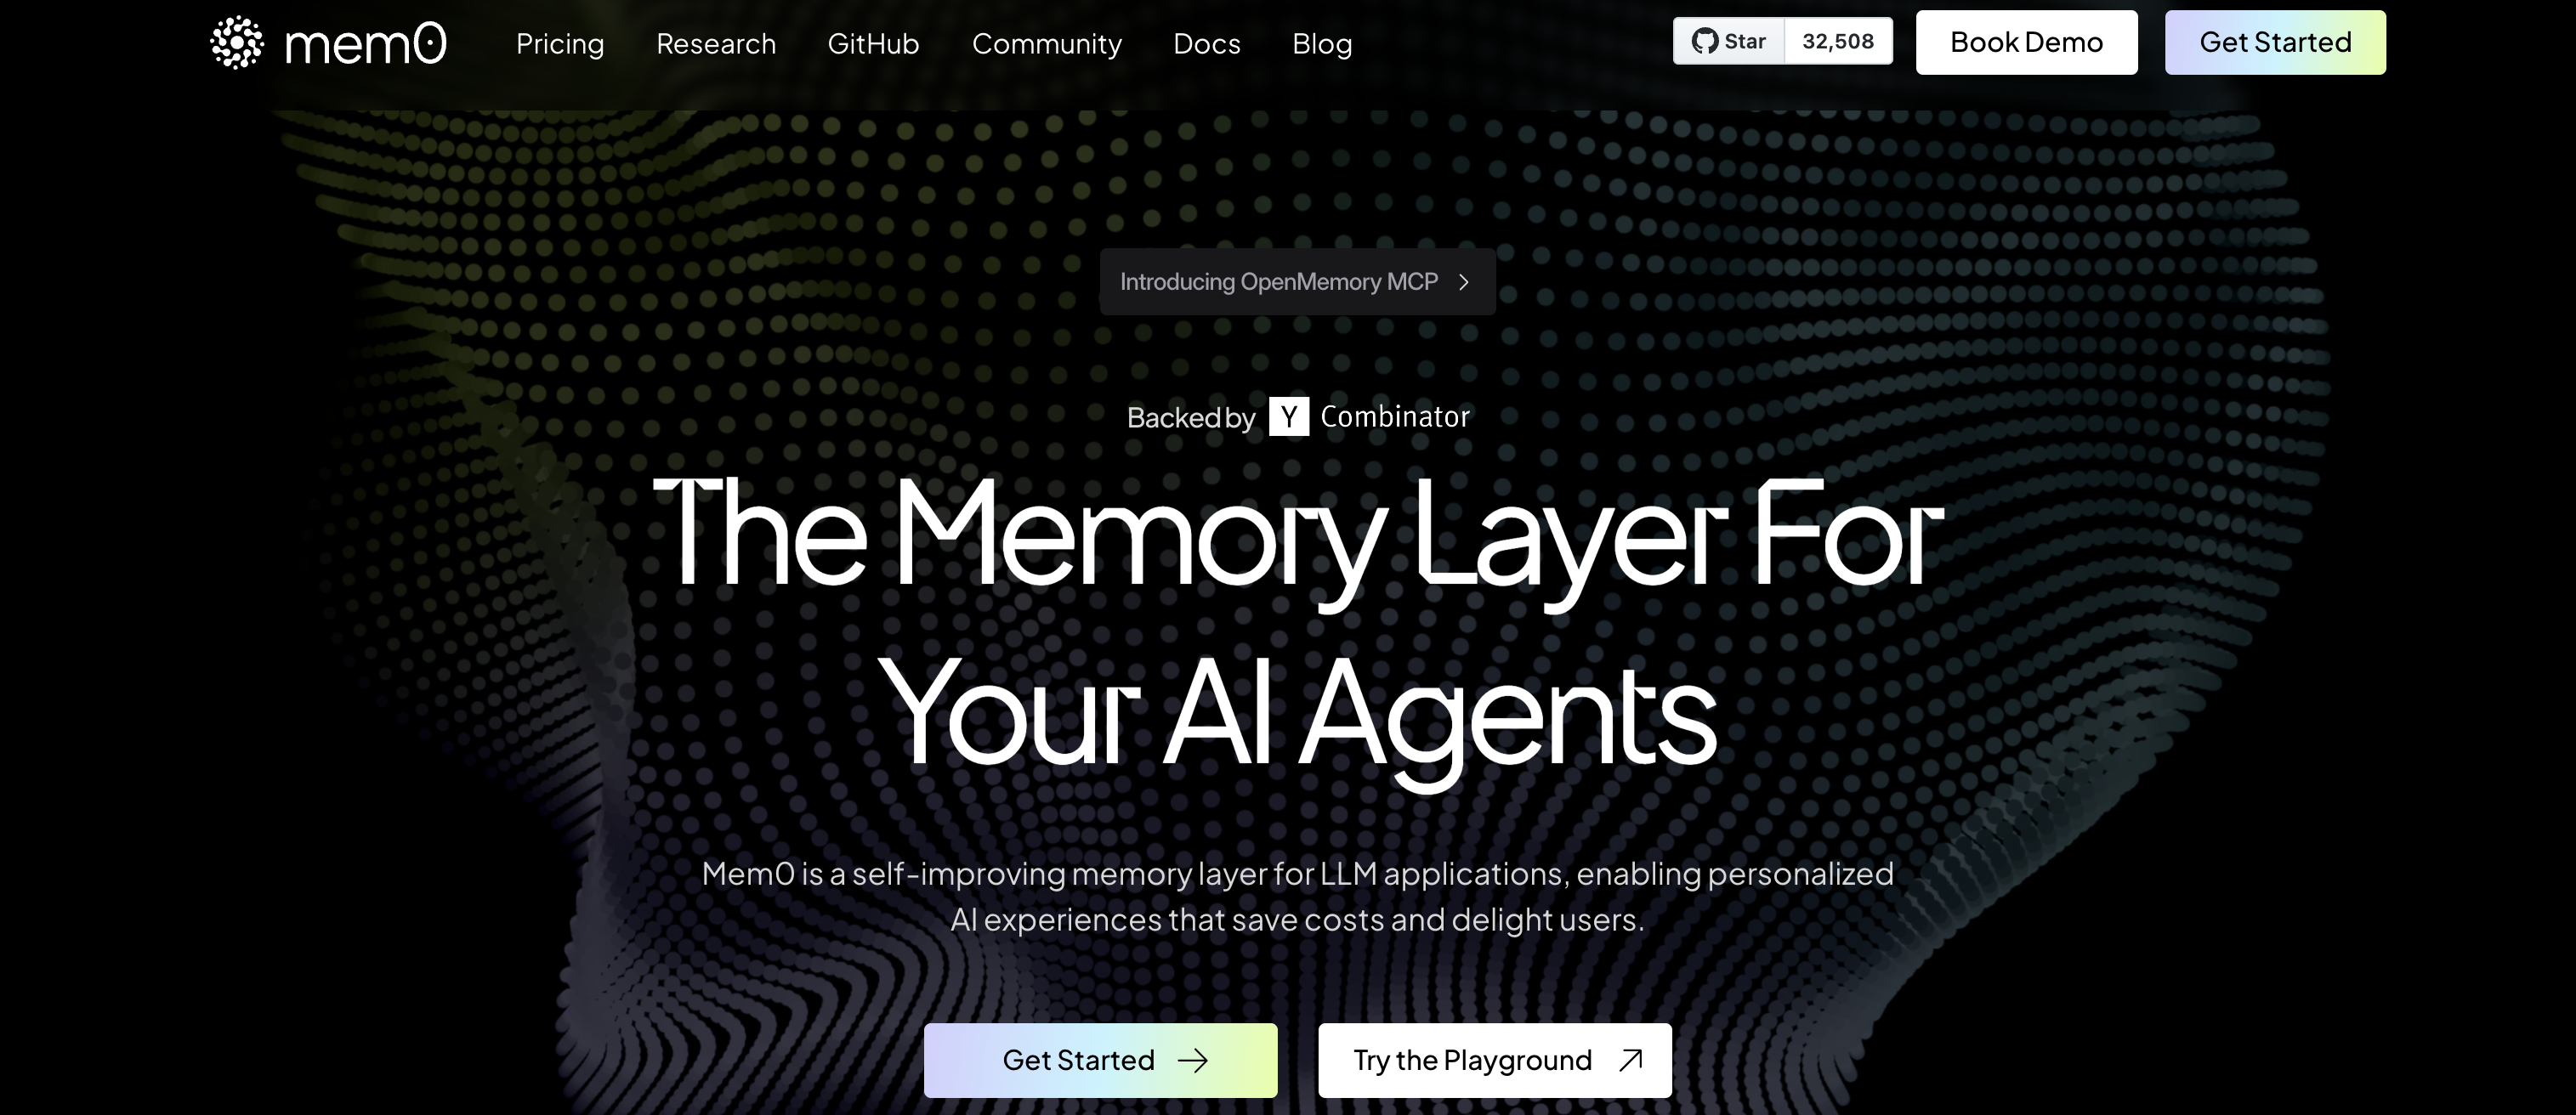 mem0
Pricing Research GitHub Community Docs Blog
Star 32,508
Book Demo
Get Started
Introducing OpenMemory MCP
Backed by Y Combinator
The Memory Layer For
Your AI Agents
Mem0 is a self-improving memory layer for LLM applications, enabling personalized
AI experiences that save costs and delight users.
Get Started
Try the Playground